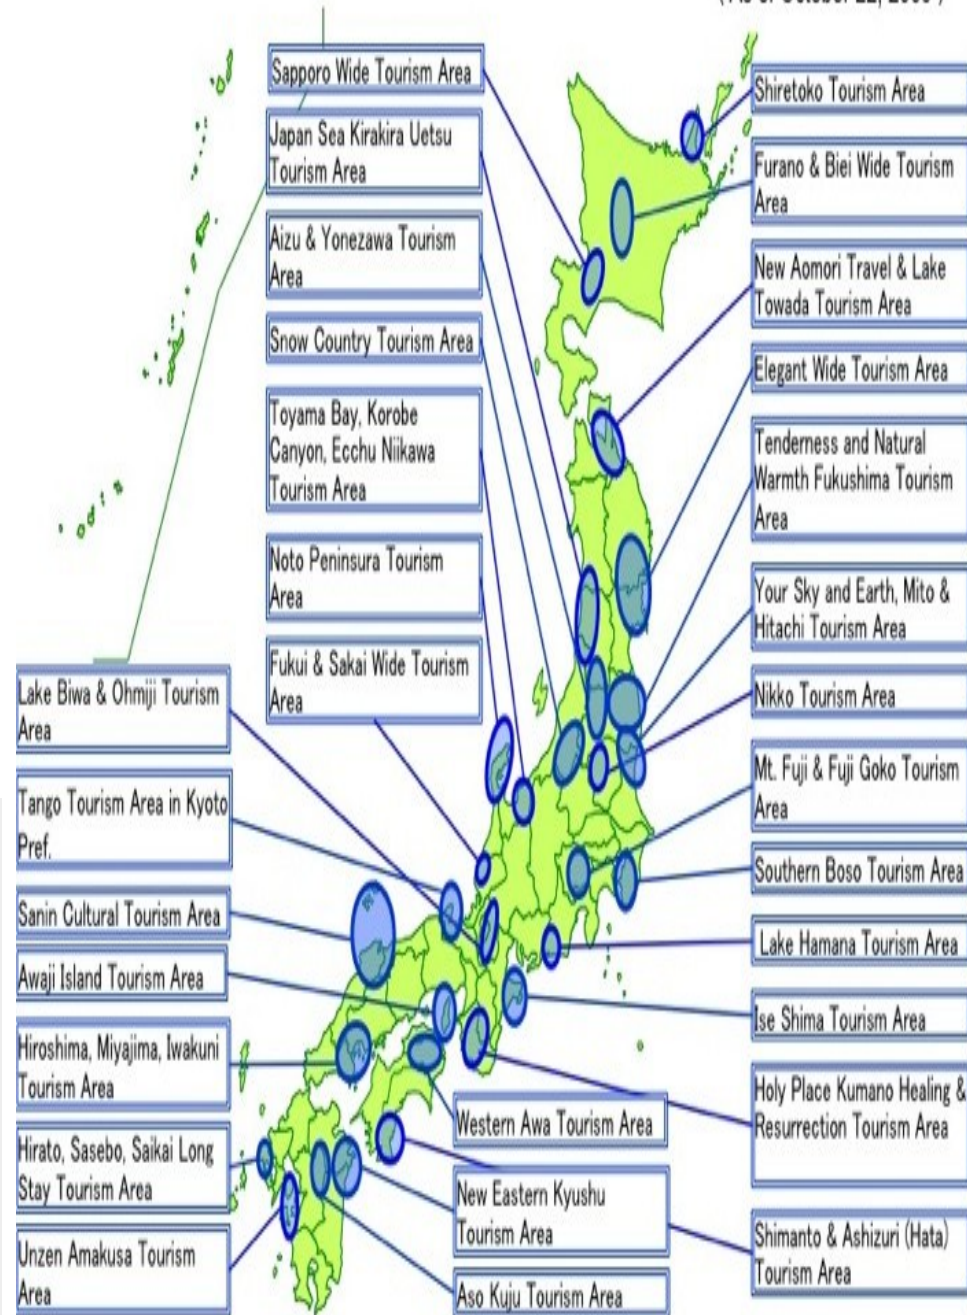 Sapporo Wide Tourism Area
Japan Sea Kirakira Uetsu
Tourism Area
Aizu & Yonezawa Tourism
Area
Snow Country Tourism Area
Toyama Bay, Korobe
Canyon, Ecchu Niikawa
Tourism Area
Noto Peninsura Tourism
Area
Fukui & Sakai Wide Tourism
Area
Shiretoko Tourism Area
Furano & Biei Wide Tourism
Area
New Aomori Travel & Lake
Towada Tourism Area
Elegant Wide Tourism Area
Tenderness and Natural
Warmth Fukushima Tourism
Area
Your Sky and Earth, Mito &
Hitachi Tourism Area
Nikko Tourism Area
Mt. Fuji & Fuji Goko Tourism
Area
Southern Boso Tourism Area
Lake Hamana Tourism Area
Ise Shima Tourism Area
Holy Place Kumano Healing &
Resurrection Tourism Area
Shimanto & Ashizuri (Hata)
Tourism Area
Lake Biwa & Ohmiji Tourism
Area
Tango Tourism Area in Kyoto
Pref.
Sanin Cultural Tourism Area
Awaji Island Tourism Area
Hiroshima, Miyajima, Iwakuni
Tourism Area
Hirato, Sasebo, Saikai Long
Stay Tourism Area
Unzen Amakusa Tourism
Area
Western Awa Tourism Area
New Eastern Kyushu
Tourism Area
Aso Kuju Tourism Area